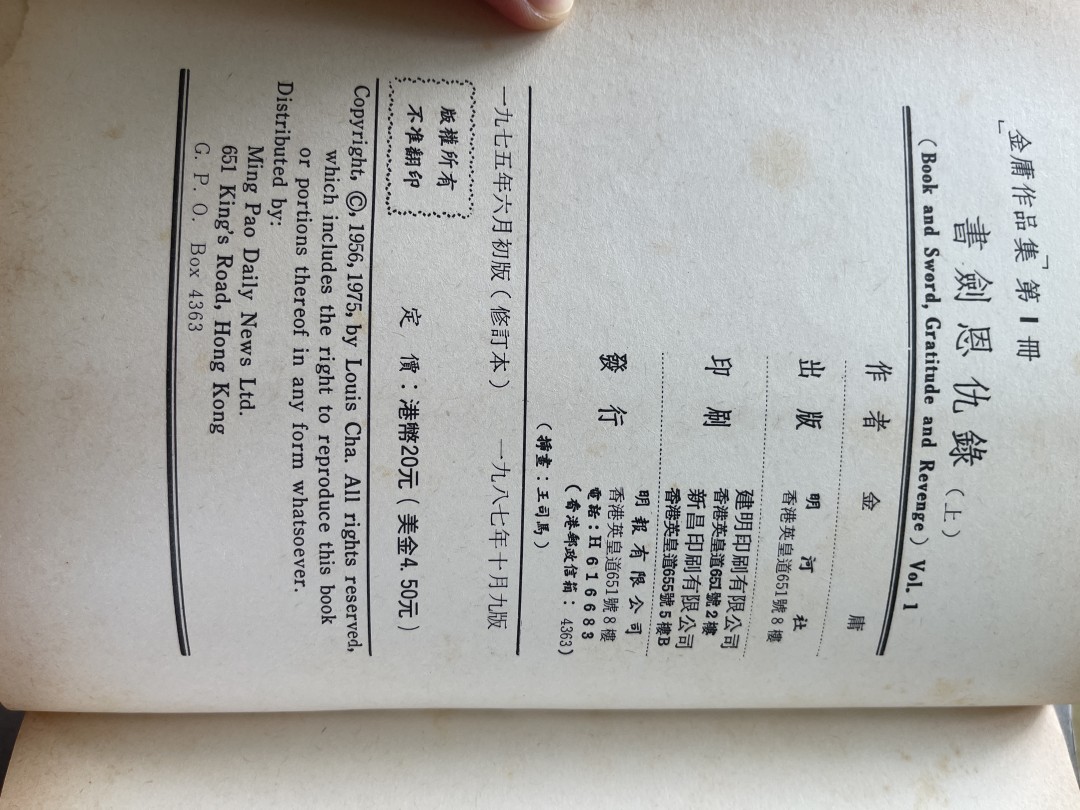 「金庸作品集」第1冊
書劍恩仇錄（上）
（Book and Sword, Gratitude and Revenge）Vol. 1
作者 金庸
出版 明河社
香港英皇道651號8樓
印刷 建明印刷有限公司
香港英皇道651號2樓
新昌印刷有限公司
香港英皇道655號5樓B
發行 明報有限公司
香港英皇道651號8樓
電話：H616683
（香港郵政信箱：4363）
（插畫：王司馬）
一九七五年六月初版（修訂本） 一九八七年十月九版
版權所有
不准翻印
定價：港幣20元（美金4.50元）
Copyright, ©, 1956, 1975, by Louis Cha. All rights reserved,
which includes the right to reproduce this book
or portions thereof in any form whatsoever.
Distributed by:
Ming Pao Daily News Ltd.
651 King's Road, Hong Kong
G. P. O. Box 4363